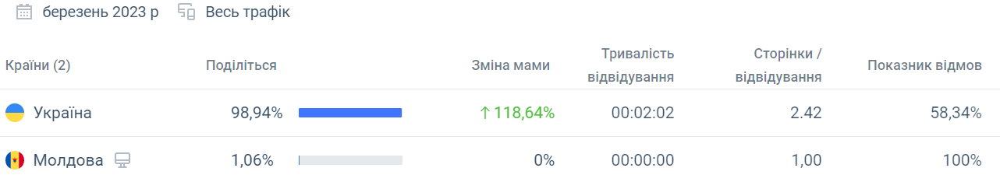 березень 2023 р Весь трафік
Країни (2) Поділіться Зміна мами Тривалість відвідування Сторінки / відвідування Показник відмов
Україна 98,94% ↑ 118,64% 00:02:02 2.42 58,34%
Молдова 1,06% 0% 00:00:00 1,00 100%